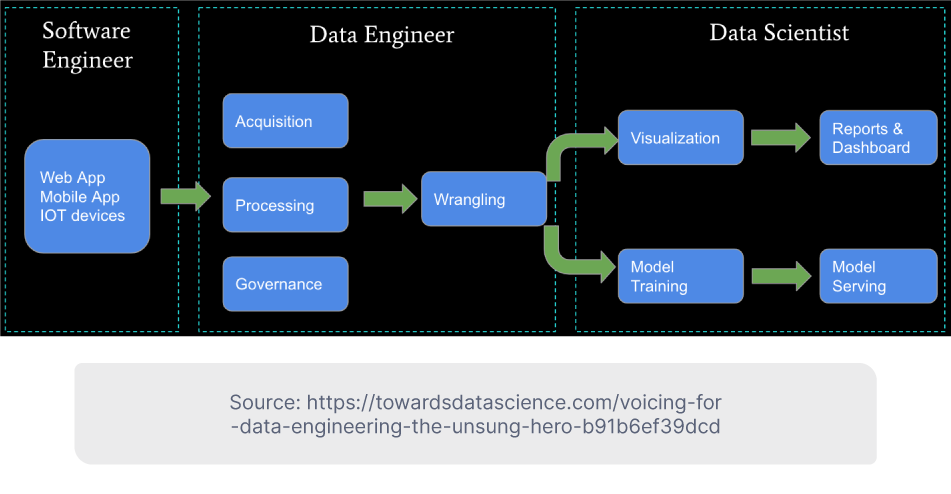 Software
Engineer
Data Engineer
Data Scientist
Web App
Mobile App
IOT devices
Acquisition
Processing
Governance
Wrangling
Visualization
Reports &
Dashboard
Model
Training
Model
Serving
Source: https://towardsdatascience.com/voicing-for
-data-engineering-the-unsung-hero-b91b6ef39dcd